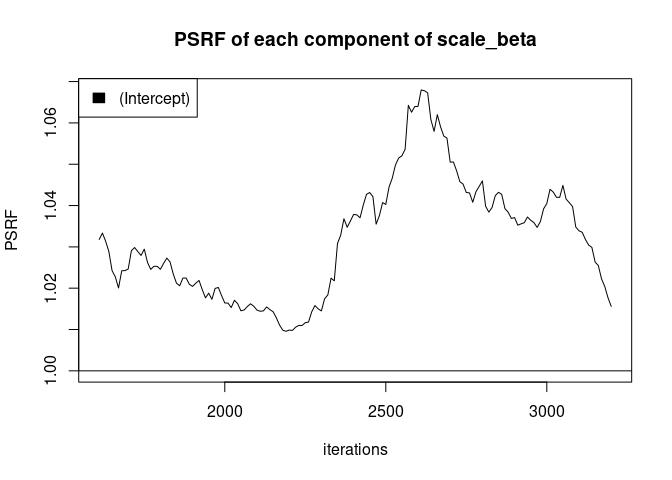 PSRF of each component of scale_beta
(Intercept)
PSRF
1.06
1.04
1.02
1.00
2000 2500 3000
iterations